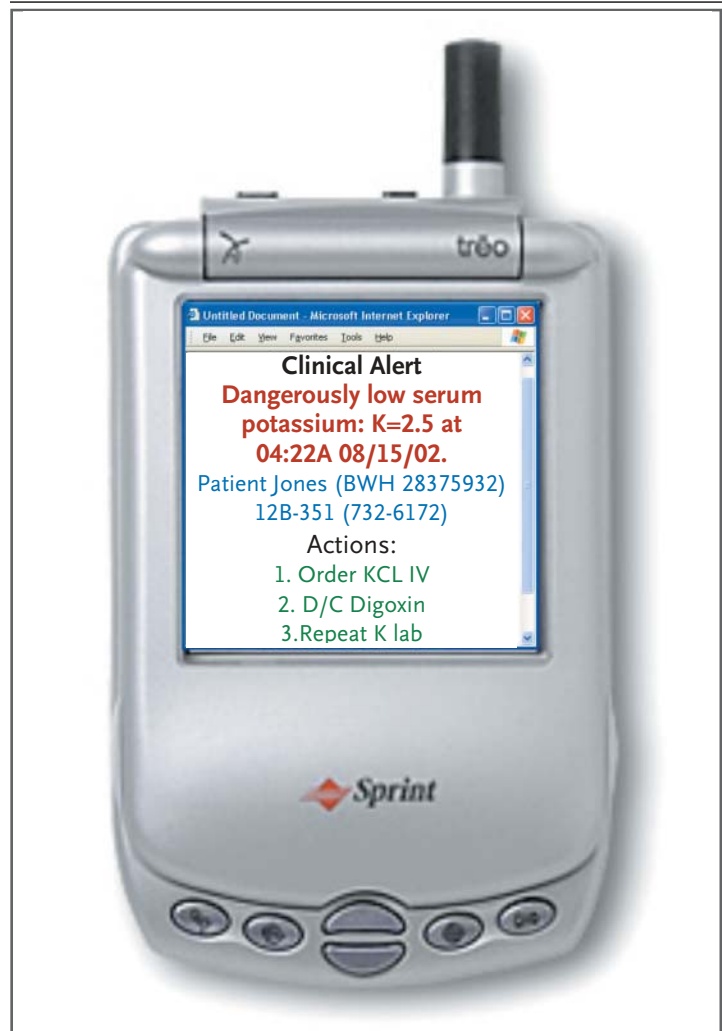 trēo
Untitled Document - Microsoft Internet Explorer
File Edit View Favorites Tools Help
Clinical Alert
Dangerously low serum
potassium: K=2.5 at
04:22A 08/15/02.
Patient Jones (BWH 28375932)
12B-351 (732-6172)
Actions:
1. Order KCL IV
2. D/C Digoxin
3.Repeat K lab
Sprint